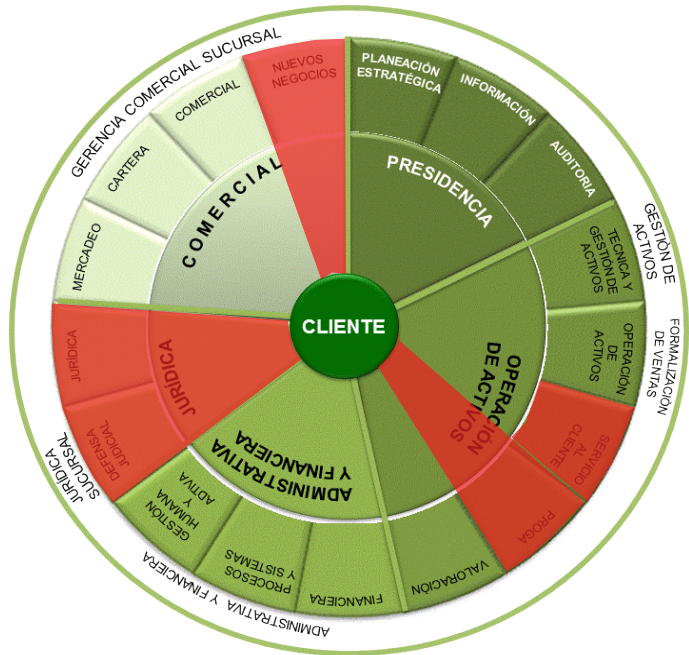 GERENCIA COMERCIAL SUCURSAL
NUEVOS
NEGOCIOS
COMERCIAL
CARTERA
MERCADEO
COMERCIAL
PLANEACIÓN
ESTRATÉGICA
INFORMACIÓN
AUDITORIA
PRESIDENCIA
GESTIÒN DE
ACTIVOS
TECNICA Y
GESTIÓN DE
ACTIVOS
FORMALIZACIÓN
DE VENTAS
OPERACIÓN
DE
ACTIVOS
OPERACIÓN
DE ACTIVOS
SERVICIO
AL
CLIENTE
PROGA
VALORACIÓN
CLIENTE
JURÍDICA
JURÍDICA
DEFENSA
JUDICIAL
JURÍDICA
SUCURSAL
ADMINISTRATIVA
Y FINANCIERA
GESTIÓN
HUMANA
Y
ADTIVA
PROCESOS
Y SISTEMAS
FINANCIERA
ADMINISTRATIVA Y FINANCIERA